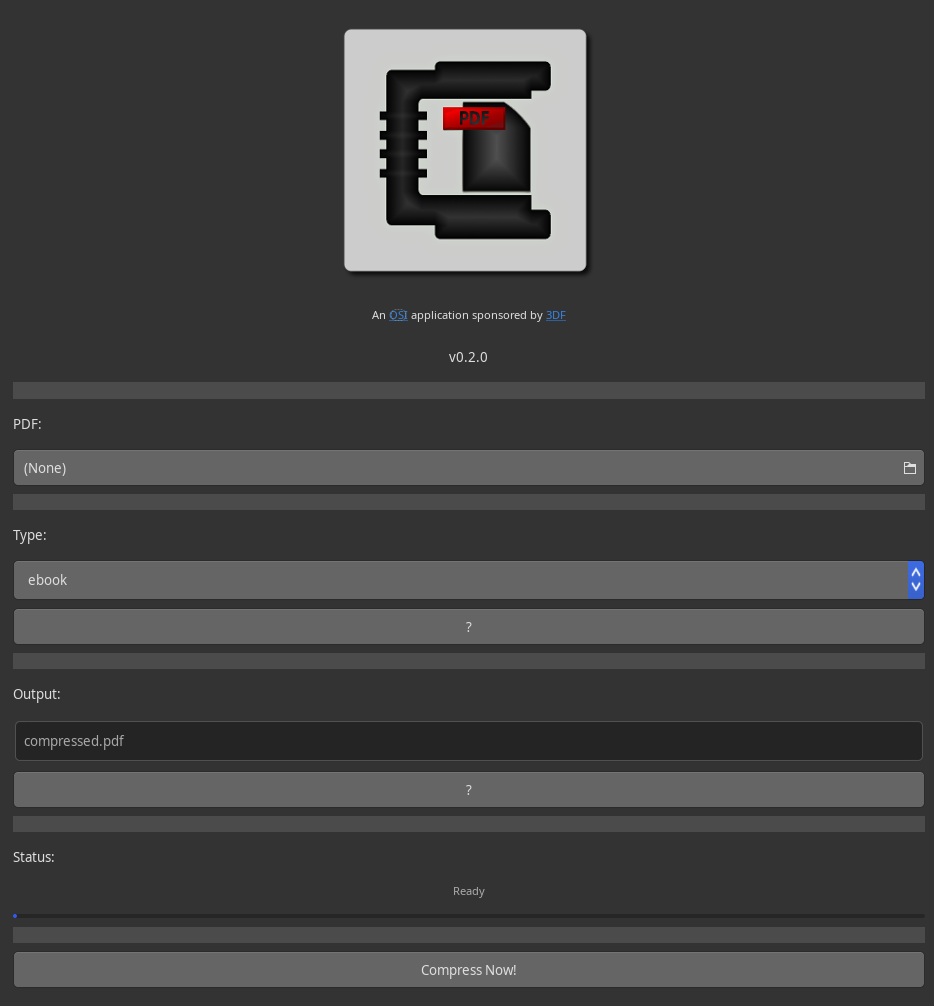 PDF
An OSI application sponsored by 3DF
v0.2.0
PDF:
(None)
Type:
ebook
?
Output:
compressed.pdf
?
Status:
Ready
Compress Now!